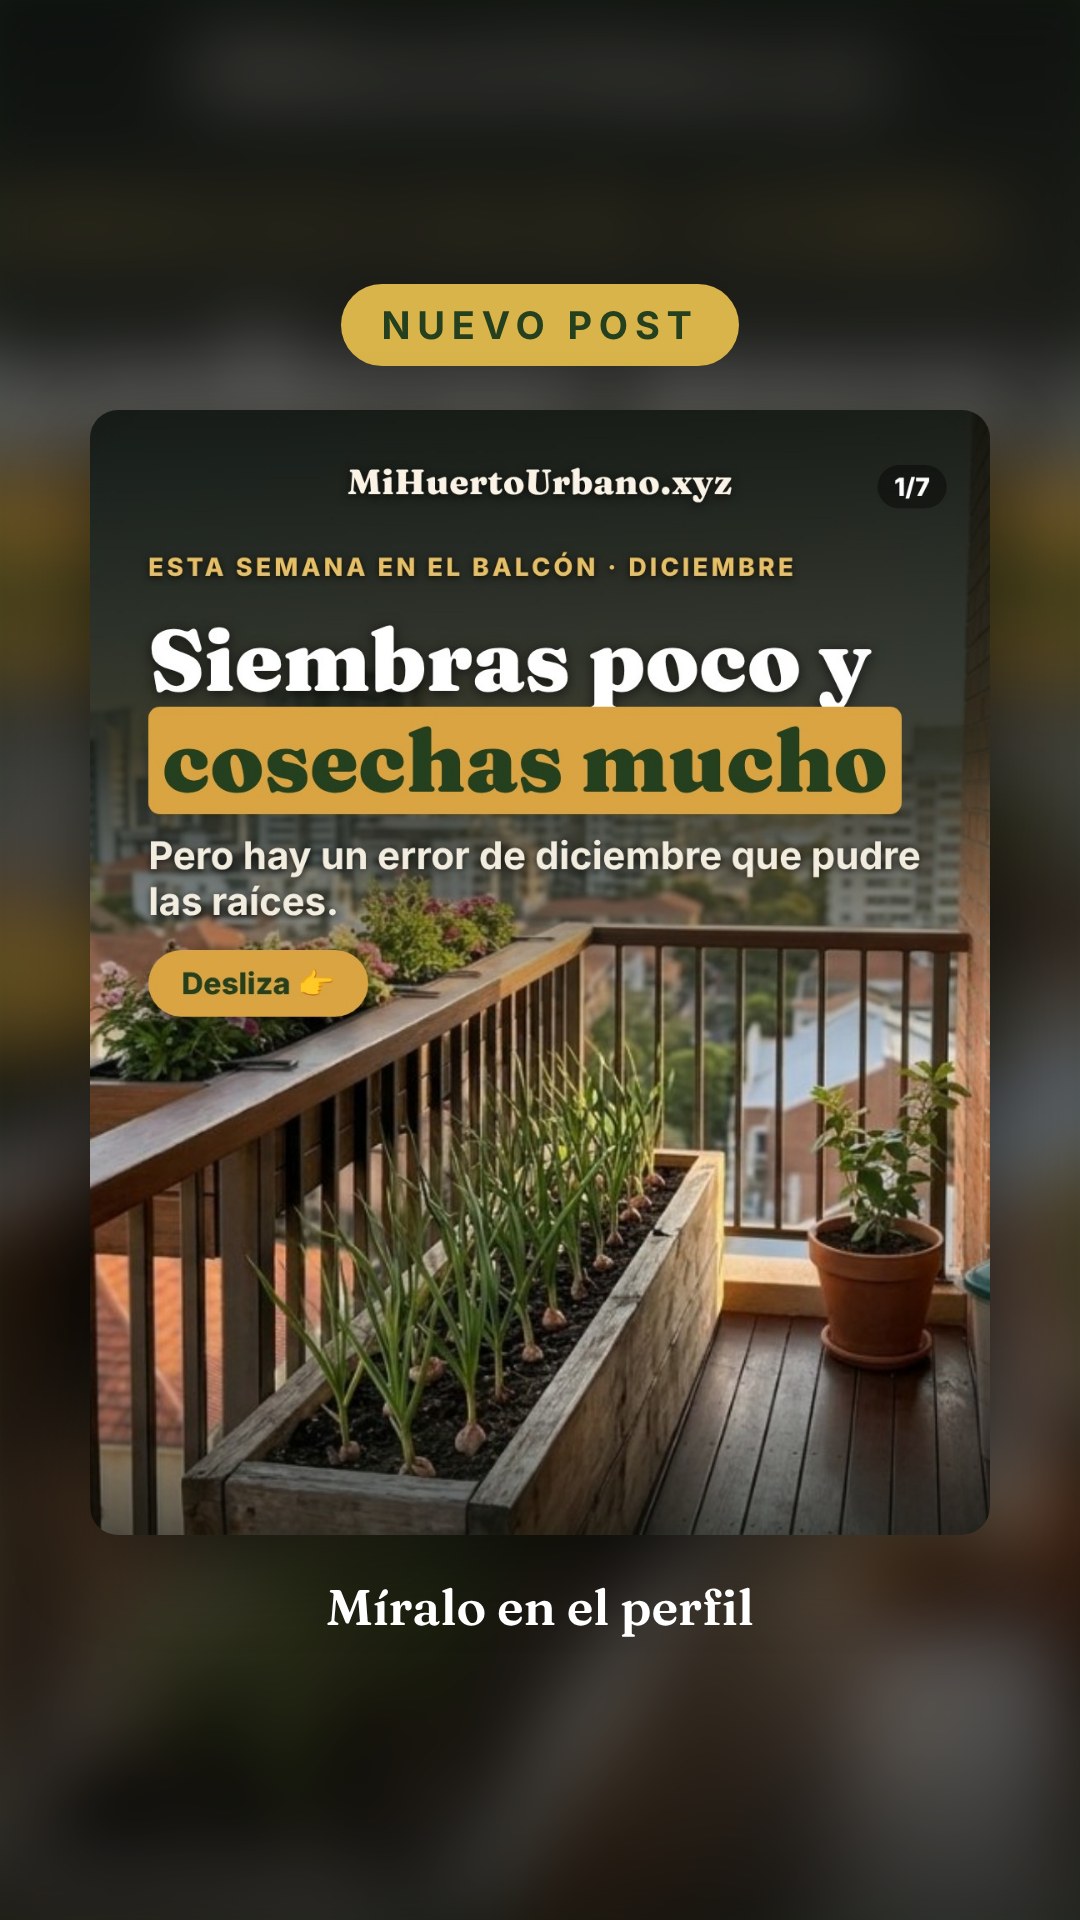 NUEVO POST
MiHuertoUrbano.xyz
1/7
ESTA SEMANA EN EL BALCÓN · DICIEMBRE
Siembras poco y
cosechas mucho
Pero hay un error de diciembre que pudre
las raíces.
Desliza 👉
Míralo en el perfil